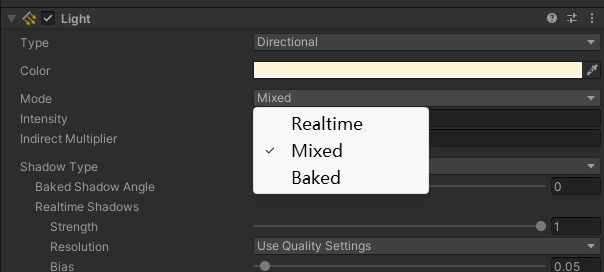 Light
Type Directional
Color
Mode Mixed
Realtime
Mixed
Baked
Intensity
Indirect Multiplier
Shadow Type
Baked Shadow Angle 0
Realtime Shadows
Strength 1
Resolution Use Quality Settings
Bias 0.05